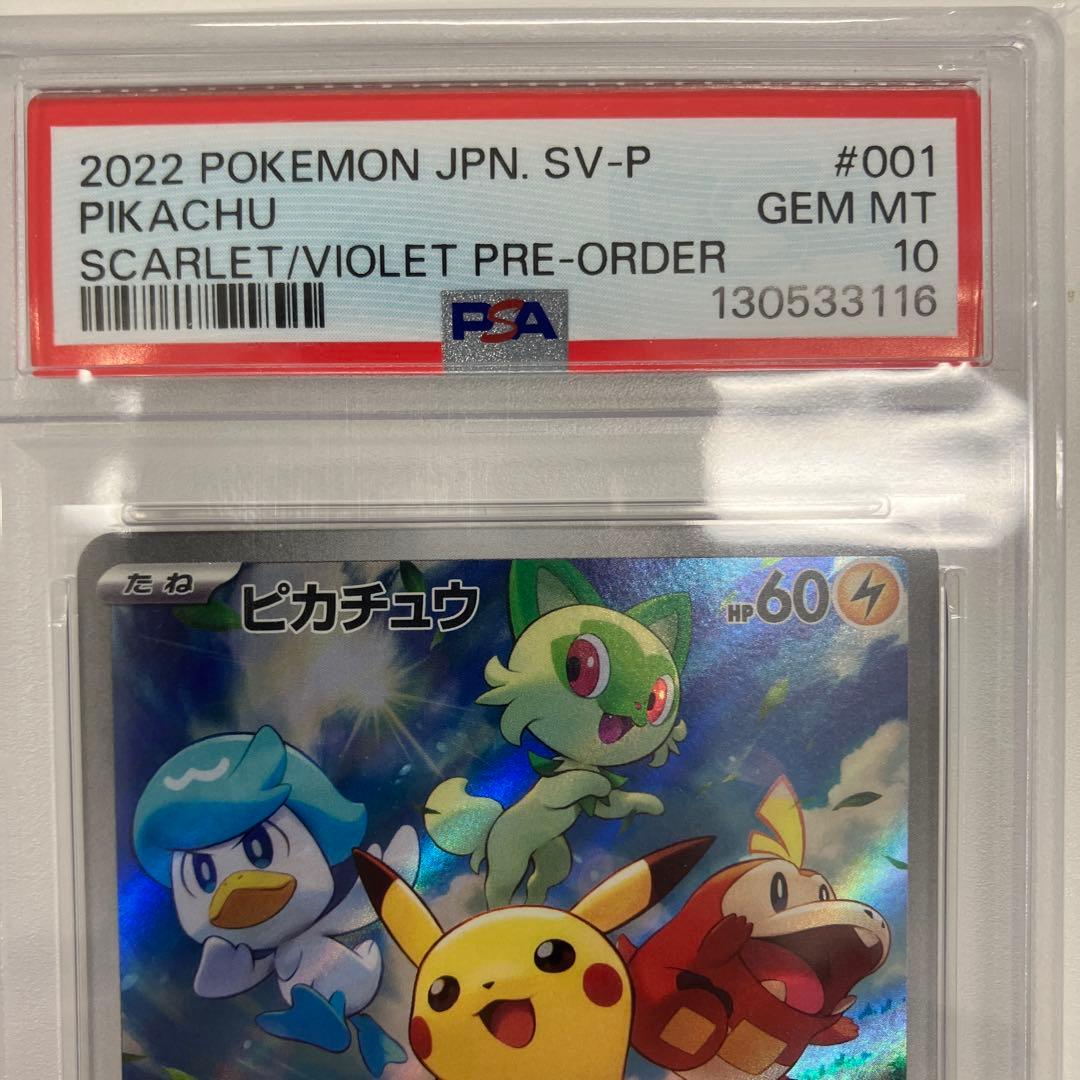 2022 POKEMON JPN. SV-P #001
PIKACHU GEM MT
SCARLET/VIOLET PRE-ORDER 10
130533116
PSA
たね ピカチュウ HP60